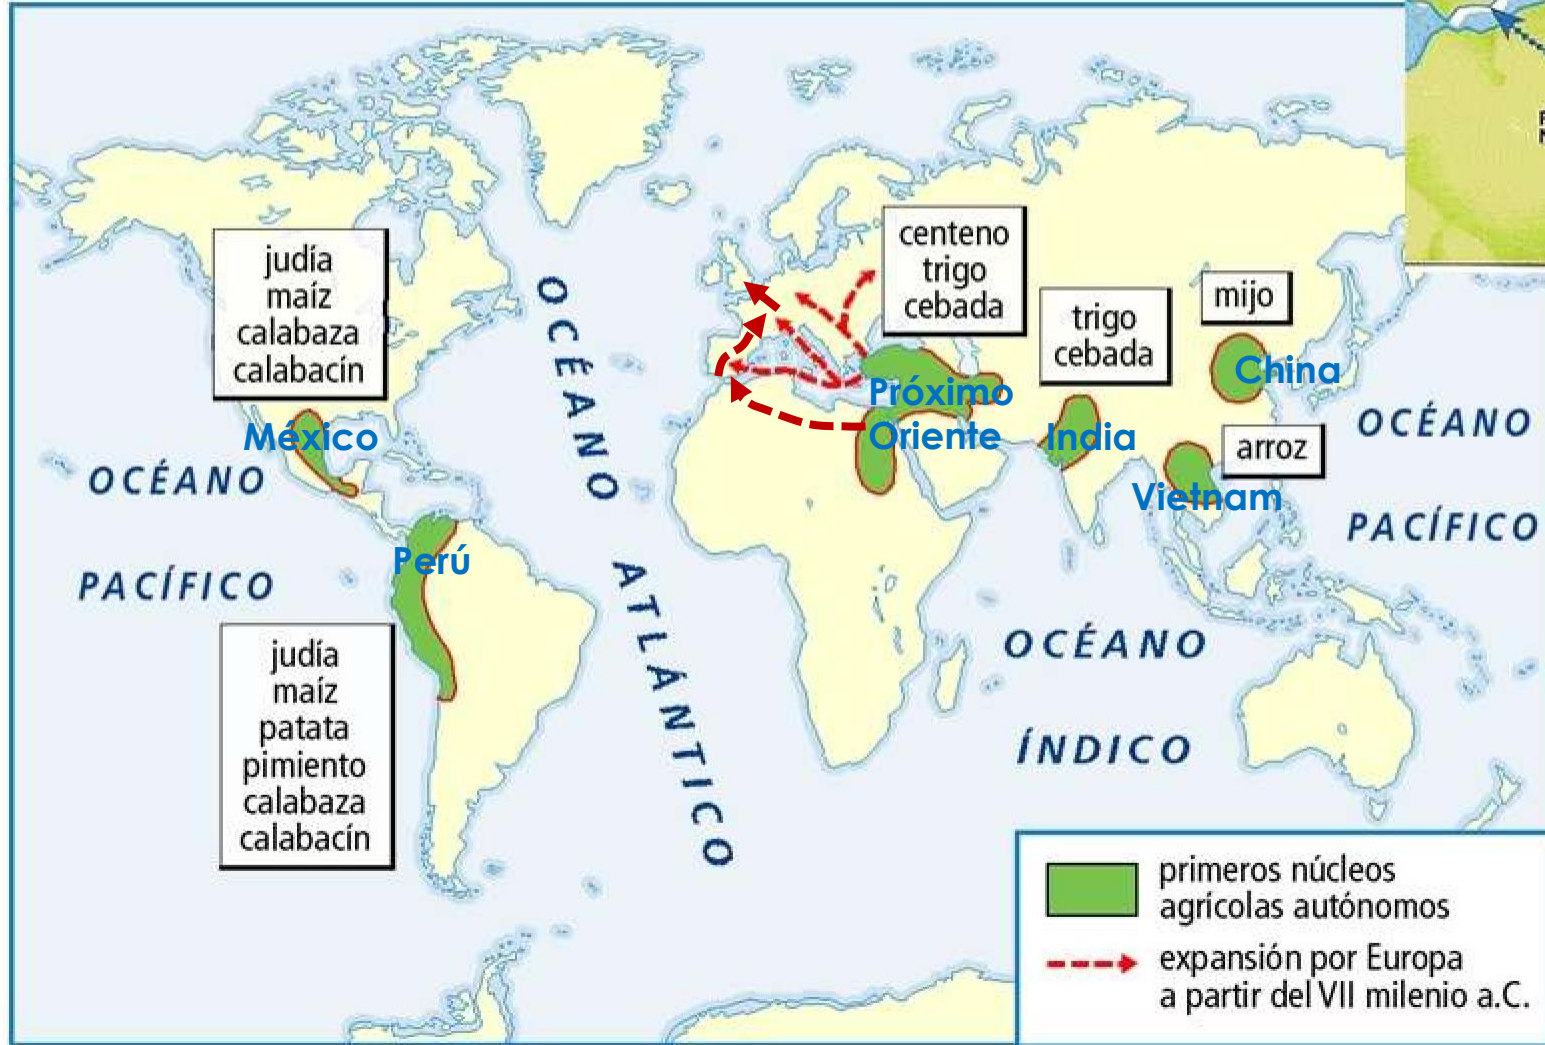 judía
maíz
calabaza
calabacín
México
OCÉANO
PACÍFICO
Perú
judía
maíz
patata
pimiento
calabaza
calabacín
OCÉANO
ATLÁNTICO
centeno
trigo
cebada
Próximo
Oriente
trigo
cebada
India
mijo
China
arroz
Vietnam
OCÉANO
PACÍFICO
OCÉANO
ÍNDICO
primeros núcleos
agrícolas autónomos
expansión por Europa
a partir del VII milenio a.C.